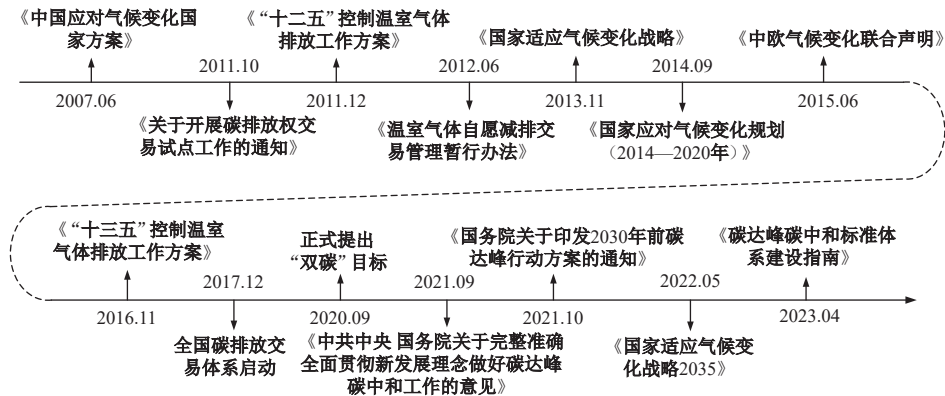 《中国应对气候变化国
家方案》
2007.06
2011.10
《关于开展碳排放权交
易试点工作的通知》
《“十二五”控制温室气体
排放工作方案》
2011.12
2012.06
《温室气体自愿减排交
易管理暂行办法》
《国家适应气候变化战略》
2013.11
2014.09
《国家应对气候变化规划
(2014—2020年)》
《中欧气候变化联合声明》
2015.06
《“十三五”控制温室
气体排放工作方案》
2016.11
2017.12
全国碳排放交
易体系启动
正式提出
“双碳”目标
2020.09
2021.09
《中共中央 国务院关于完整准确
全面贯彻新发展理念做好碳达峰
碳中和工作的意见》
《国务院关于印发2030年前碳
达峰行动方案的通知》
2021.10
2022.05
《国家适应气候变
化战略2035》
《碳达峰碳中和标准体
系建设指南》
2023.04